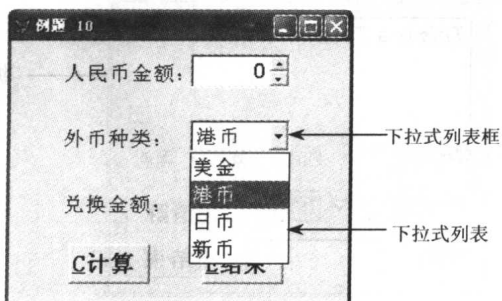 例题 10
人民币金额：
0
外币种类：
港币
下拉式列表框
美金
港币
日币
新币
下拉式列表
兑换金额：
C计算
E结束